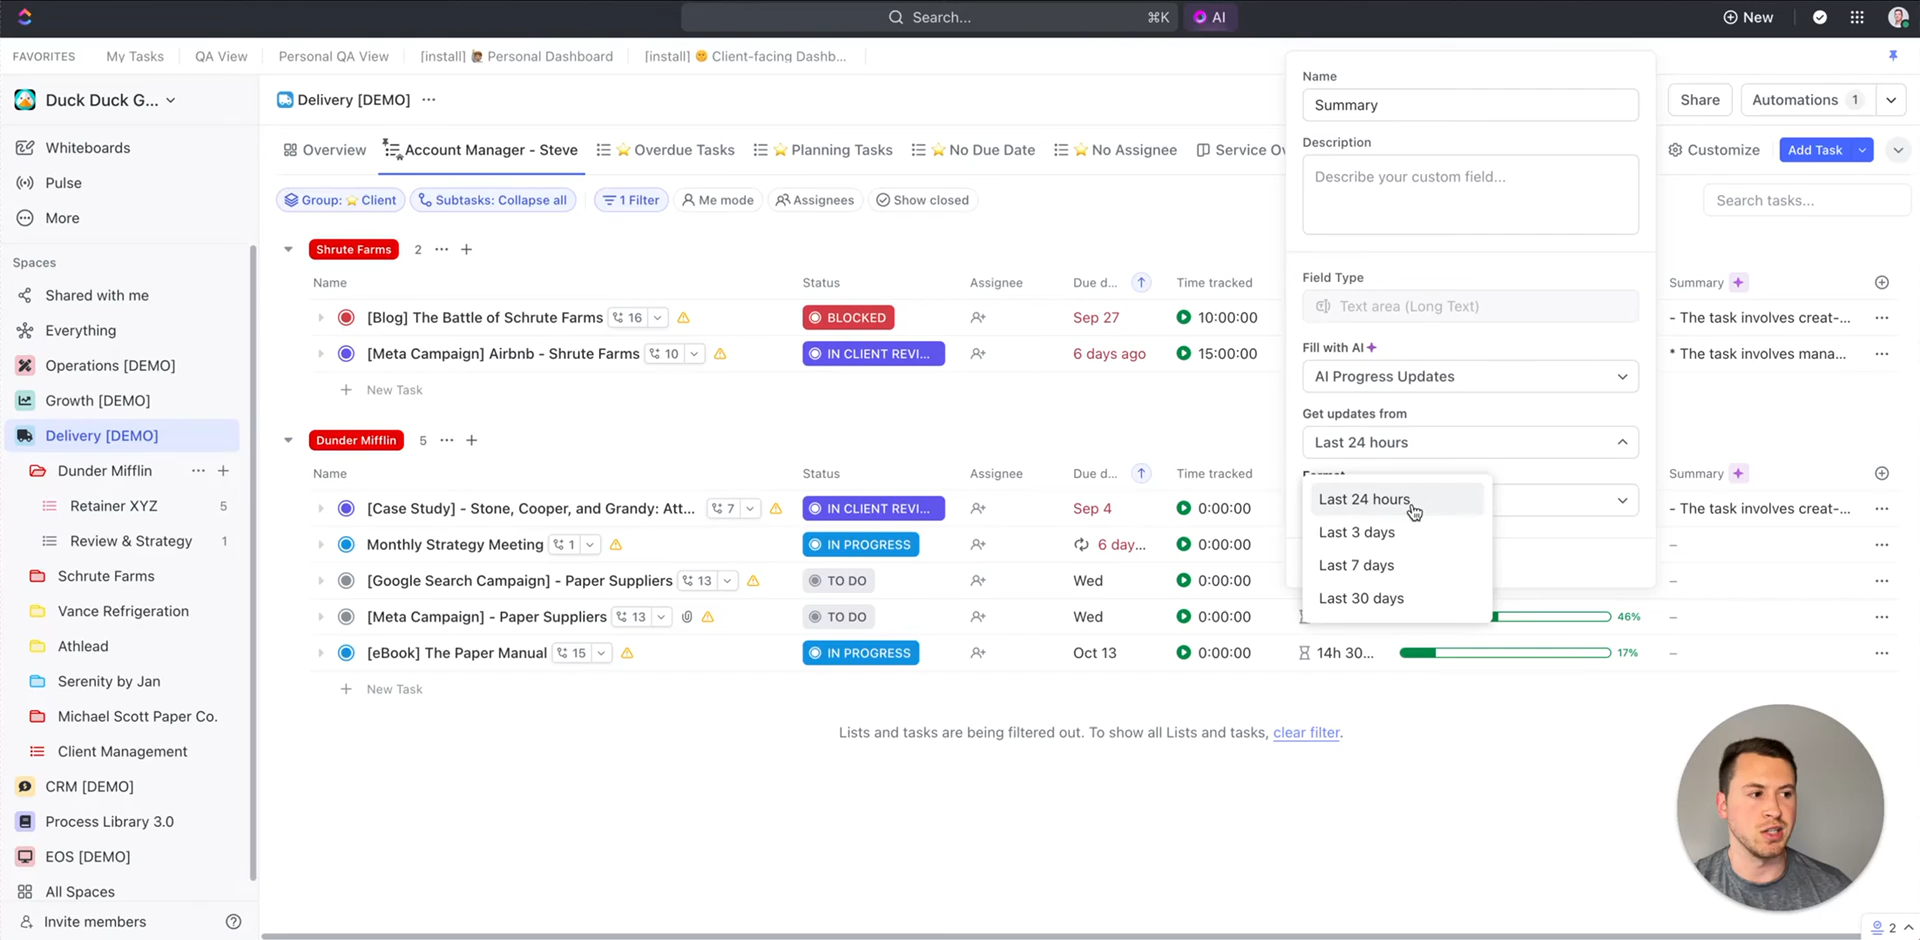 Search...
⌘K
AI
New
FAVORITES
My Tasks
QA View
Personal QA View
[install] Personal Dashboard
[install] Client-facing Dashb...
Duck Duck G...
Whiteboards
Pulse
More
Spaces
Shared with me
Everything
Operations [DEMO]
Growth [DEMO]
Delivery [DEMO]
Dunder Mifflin
Retainer XYZ 5
Review & Strategy 1
Schrute Farms
Vance Refrigeration
Athlead
Serenity by Jan
Michael Scott Paper Co.
Client Management
CRM [DEMO]
Process Library 3.0
EOS [DEMO]
All Spaces
Invite members
Delivery [DEMO]
Share
Automations 1
Overview
Account Manager - Steve
Overdue Tasks
Planning Tasks
No Due Date
No Assignee
Service Ov
Customize
Add Task
Group: Client
Subtasks: Collapse all
1 Filter
Me mode
Assignees
Show closed
Search tasks...
Shrute Farms 2
Name Status Assignee Due d... Time tracked Summary
[Blog] The Battle of Schrute Farms 16 BLOCKED Sep 27 10:00:00 - The task involves creat-...
[Meta Campaign] Airbnb - Shrute Farms 10 IN CLIENT REVI... 6 days ago 15:00:00 * The task involves mana...
New Task
Dunder Mifflin 5
Name Status Assignee Due d... Time tracked Summary
[Case Study] - Stone, Cooper, and Grandy: Att... 7 IN CLIENT REVI... Sep 4 0:00:00 - The task involves creat-...
Monthly Strategy Meeting 1 IN PROGRESS 6 day... 0:00:00 –
[Google Search Campaign] - Paper Suppliers 13 TO DO Wed 0:00:00 –
[Meta Campaign] - Paper Suppliers 13 TO DO Wed 0:00:00 46% –
[eBook] The Paper Manual 15 IN PROGRESS Oct 13 0:00:00 14h 30... 17% –
New Task
Lists and tasks are being filtered out. To show all Lists and tasks, clear filter.
Name
Summary
Description
Describe your custom field...
Field Type
Text area (Long Text)
Fill with AI
AI Progress Updates
Get updates from
Last 24 hours
Format
Last 24 hours
Last 3 days
Last 7 days
Last 30 days
2